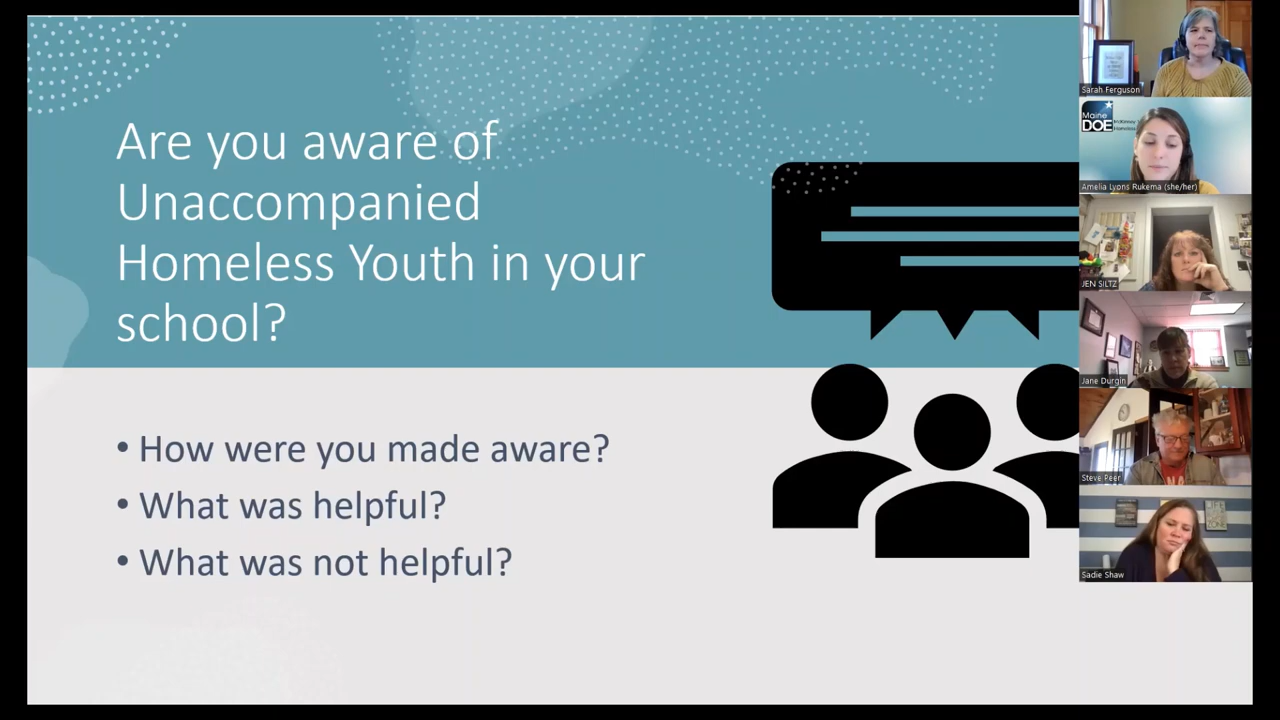 Are you aware of
Unaccompanied
Homeless Youth in your
school?
• How were you made aware?
• What was helpful?
• What was not helpful?
Sarah Ferguson
Maine
DOE
Amelia Lyons Rukema (she/her)
JEN SILTZ
Jane Durgin
Steve Peer
Sadie Shaw